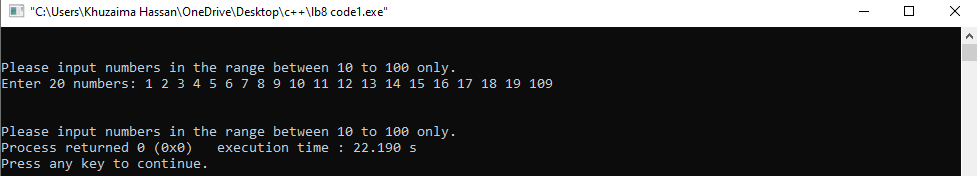 "C:\Users\Khuzaima Hassan\OneDrive\Desktop\c++\lb8 code1.exe"
Please input numbers in the range between 10 to 100 only.
Enter 20 numbers: 1 2 3 4 5 6 7 8 9 10 11 12 13 14 15 16 17 18 19 109
Please input numbers in the range between 10 to 100 only.
Process returned 0 (0x0)   execution time : 22.190 s
Press any key to continue.